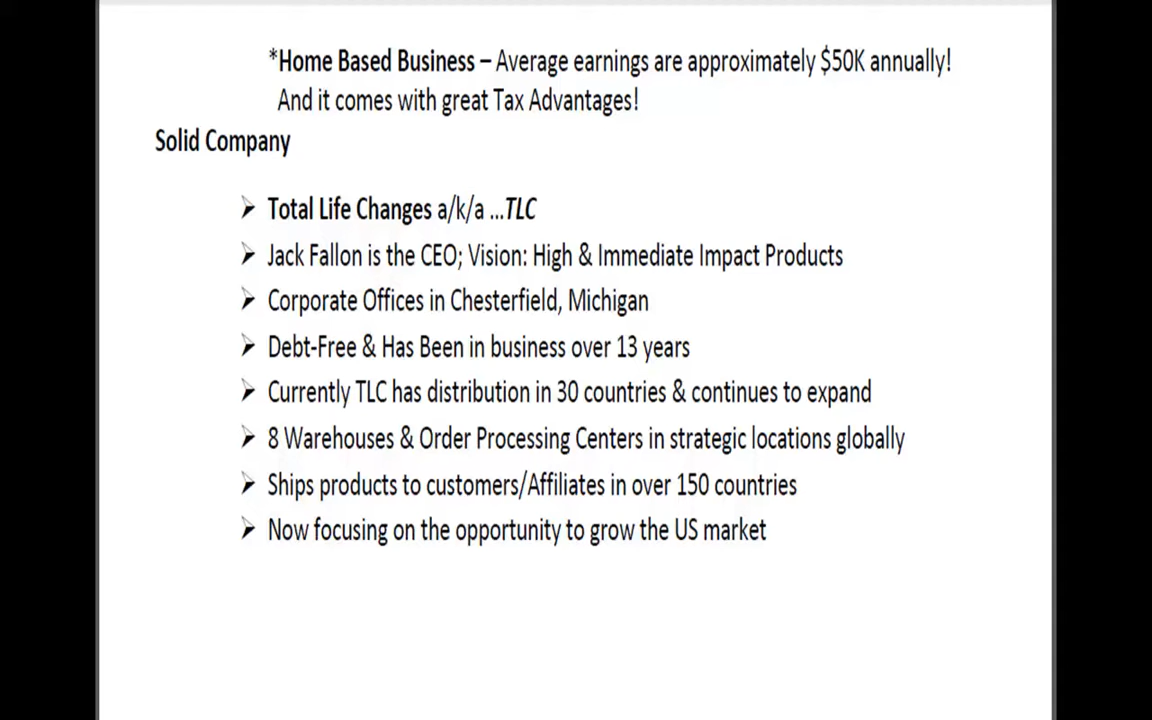 *Home Based Business – Average earnings are approximately $50K annually!
And it comes with great Tax Advantages!
Solid Company
➢ Total Life Changes a/k/a ...TLC
➢ Jack Fallon is the CEO; Vision: High & Immediate Impact Products
➢ Corporate Offices in Chesterfield, Michigan
➢ Debt-Free & Has Been in business over 13 years
➢ Currently TLC has distribution in 30 countries & continues to expand
➢ 8 Warehouses & Order Processing Centers in strategic locations globally
➢ Ships products to customers/Affiliates in over 150 countries
➢ Now focusing on the opportunity to grow the US market